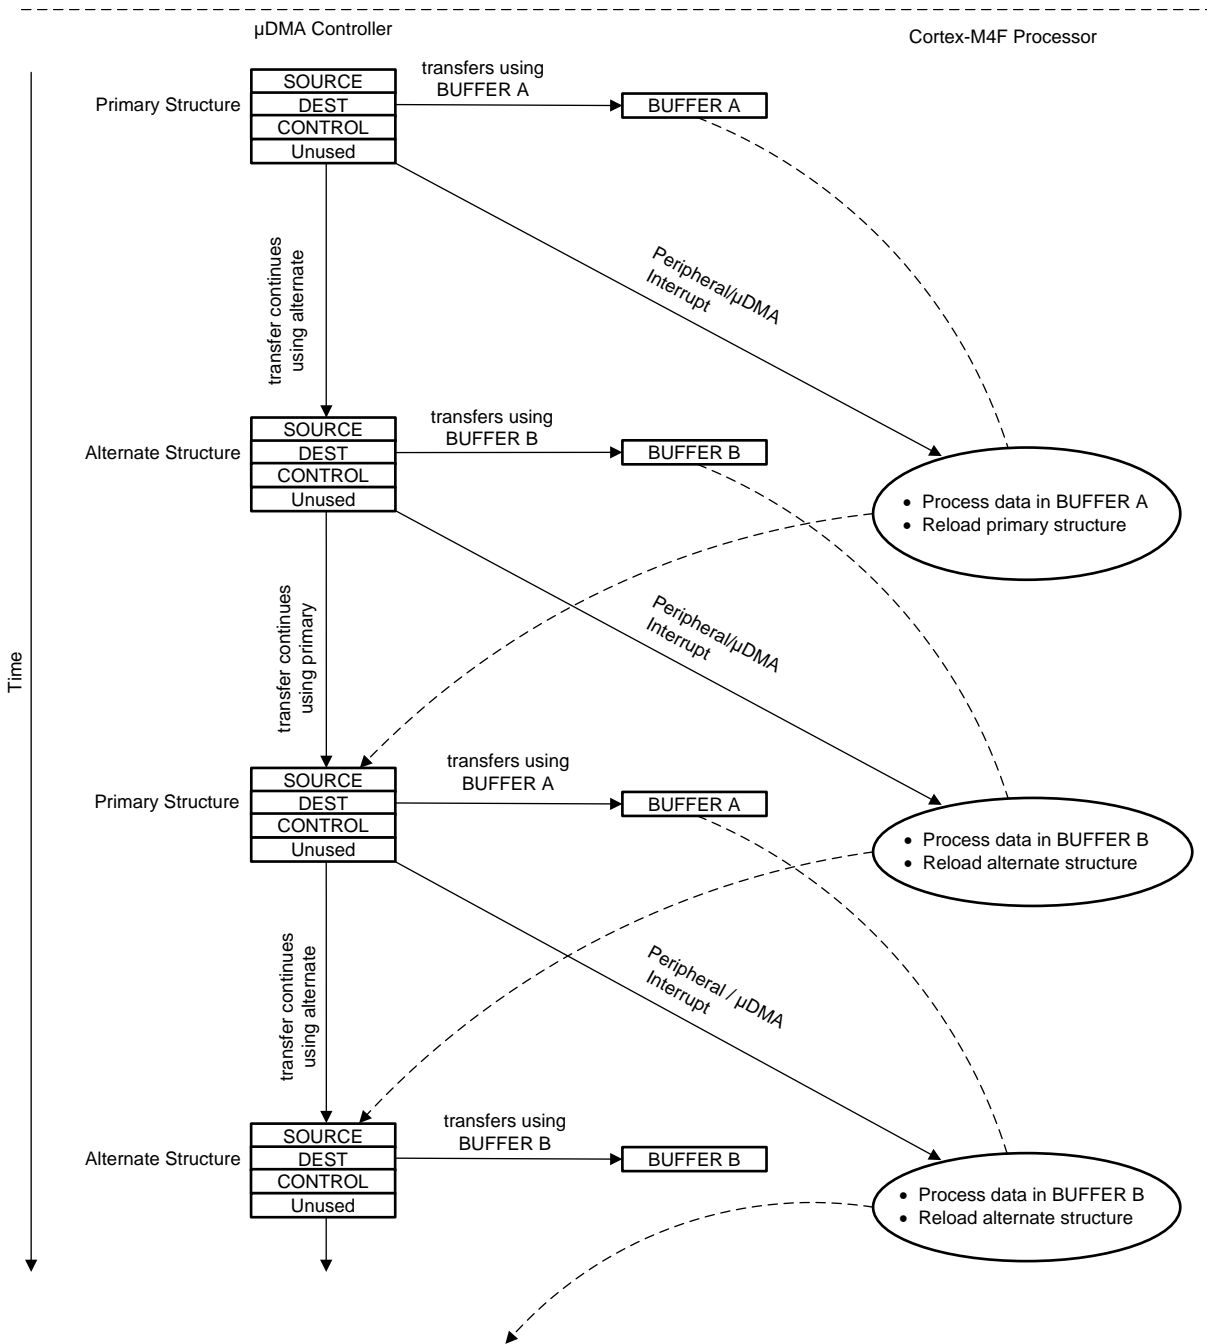 µDMA Controller
Cortex-M4F Processor
transfers using
BUFFER A
SOURCE
Primary Structure
DEST
BUFFER A
CONTROL
Unused
transfer continues
using alternate
Peripheral/µDMA
Interrupt
transfers using
BUFFER B
SOURCE
Alternate Structure
DEST
BUFFER B
CONTROL
Unused
• Process data in BUFFER A
• Reload primary structure
transfer continues
using primary
Peripheral/µDMA
Interrupt
Time
transfers using
BUFFER A
SOURCE
Primary Structure
DEST
BUFFER A
CONTROL
Unused
• Process data in BUFFER B
• Reload alternate structure
transfer continues
using alternate
Peripheral / µDMA
Interrupt
transfers using
BUFFER B
SOURCE
Alternate Structure
DEST
BUFFER B
CONTROL
Unused
• Process data in BUFFER B
• Reload alternate structure